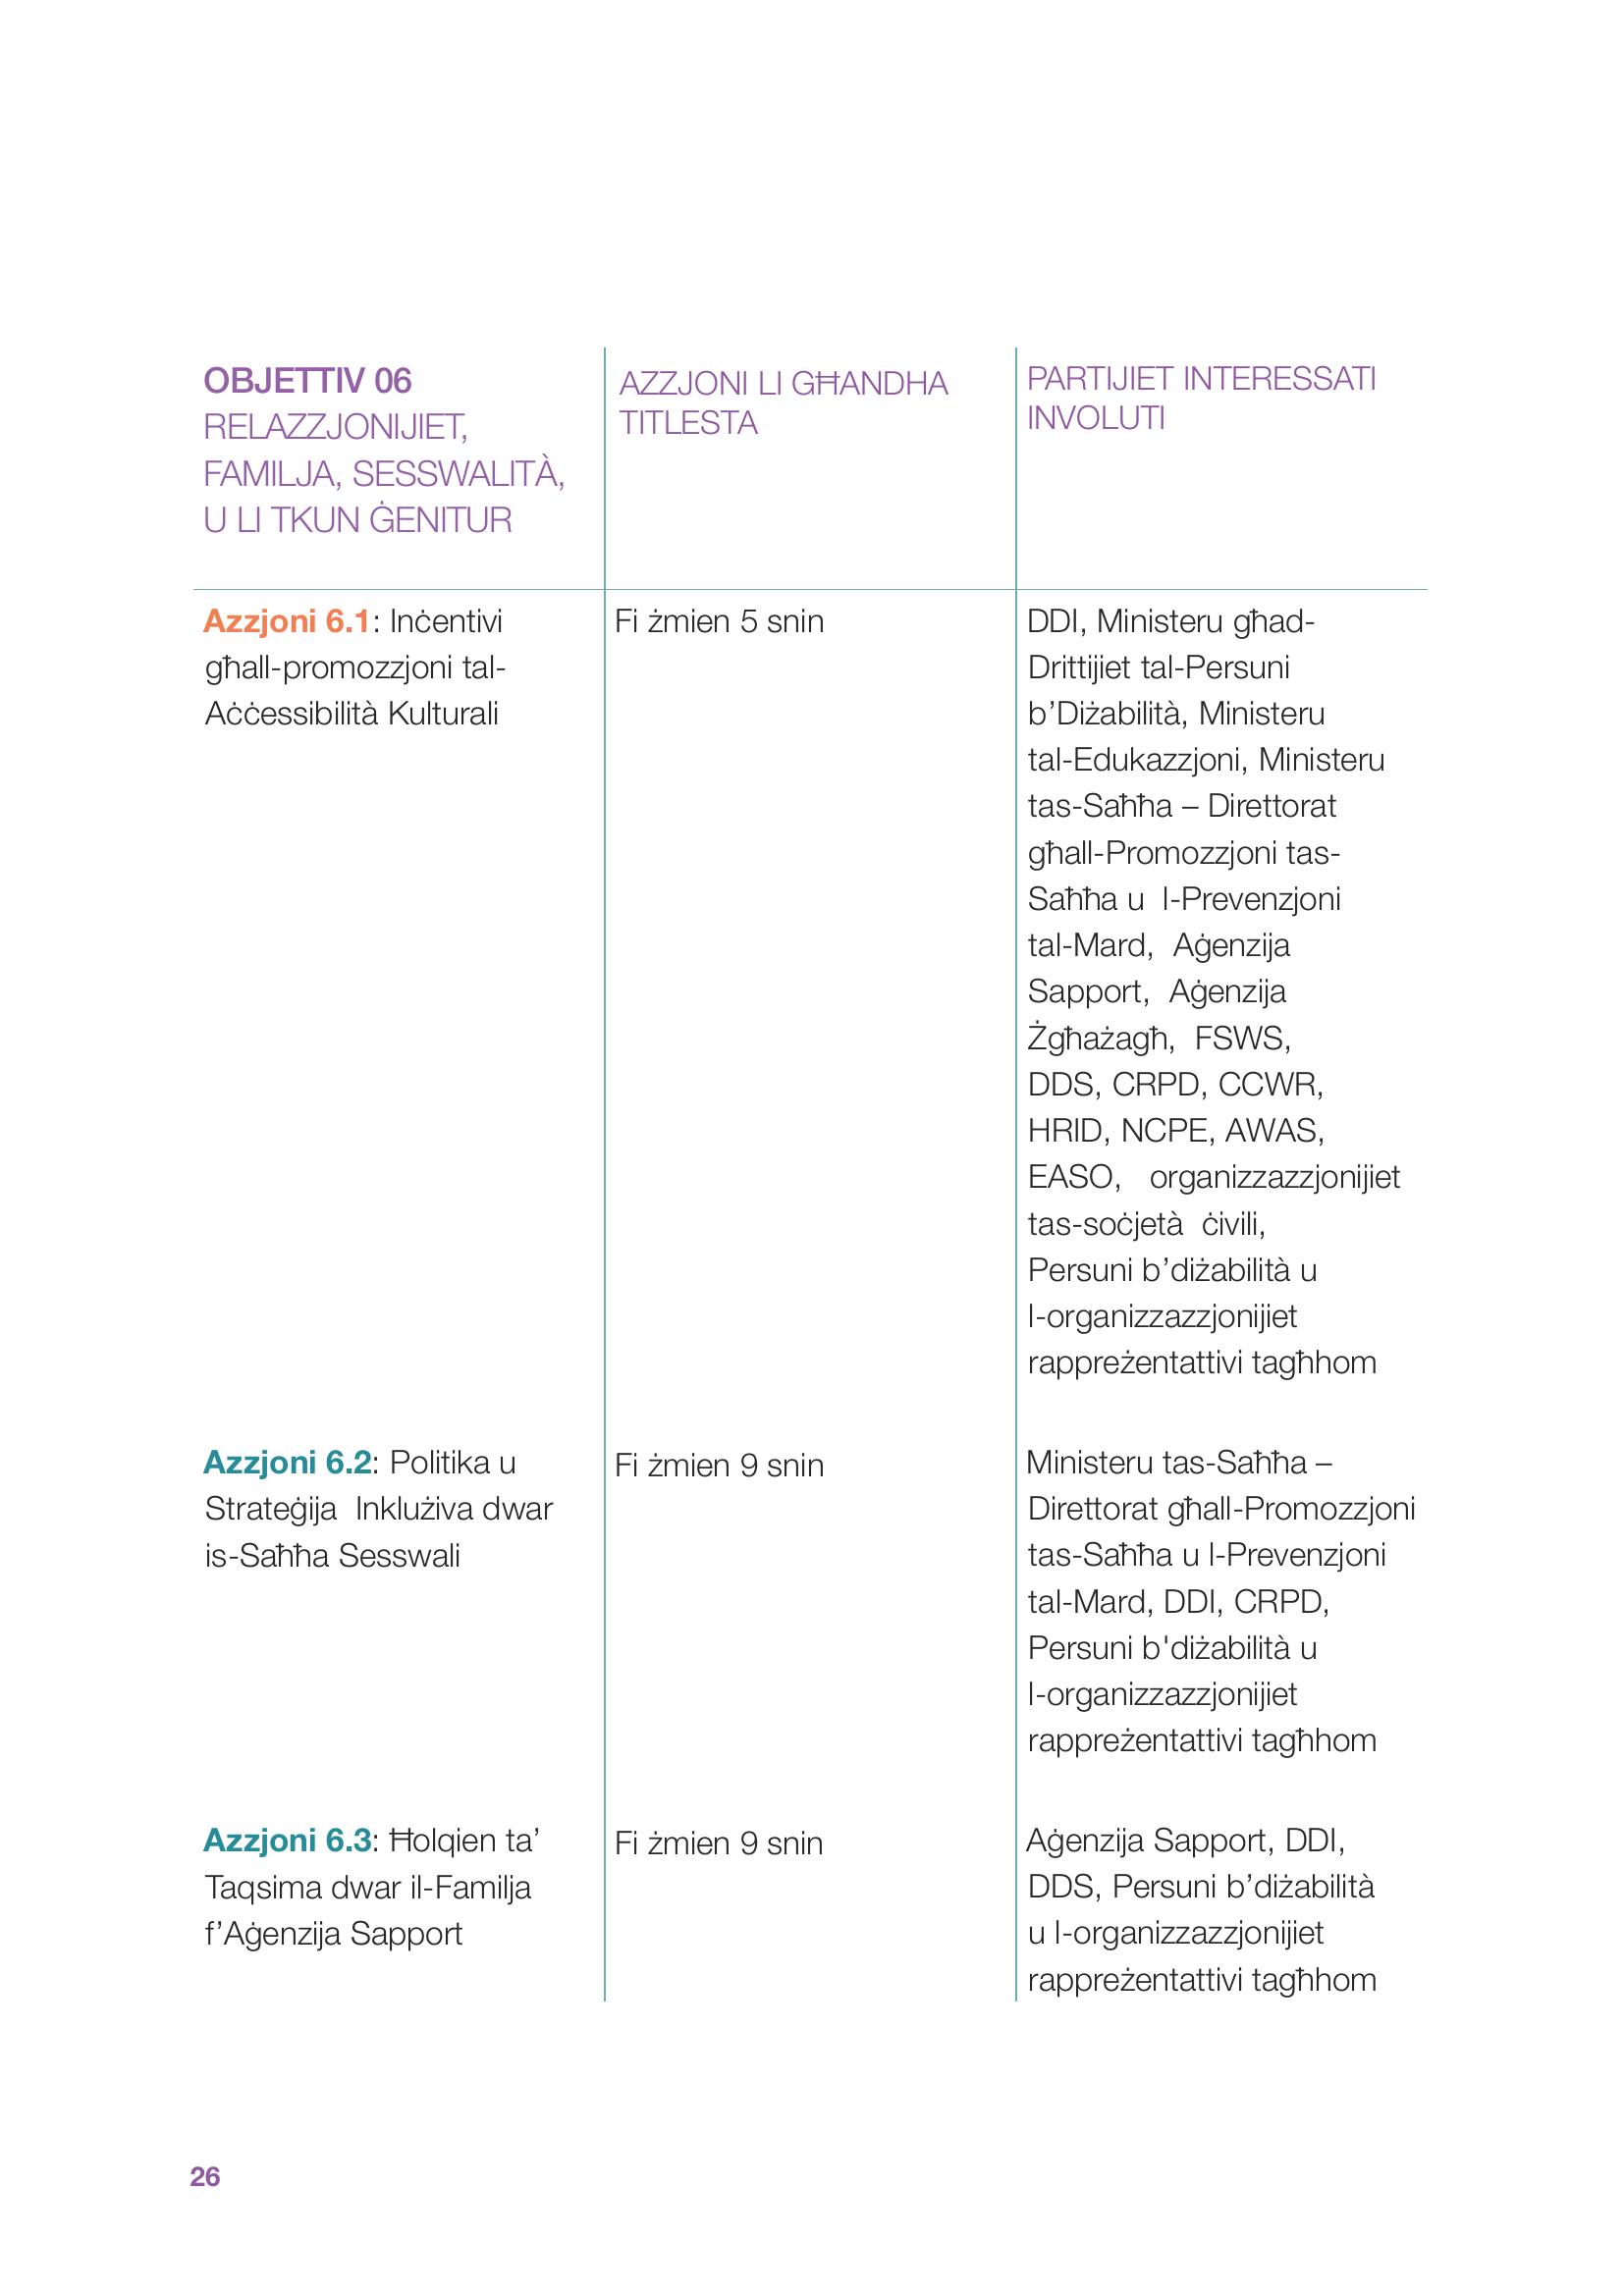 OBJETTIV 06
RELAZZJONIJIET,
FAMILJA, SESSWALITÀ,
U LI TKUN ĠENITUR
AZZJONI LI GĦANDHA
TITLESTA
PARTIJIET INTERESSATI
INVOLUTI
Azzjoni 6.1: Inċentivi
għall-promozzjoni tal-
Aċċessibilità Kulturali
Fi żmien 5 snin
DDI, Ministeru għad-
Drittijiet tal-Persuni
b’Diżabilità, Ministeru
tal-Edukazzjoni, Ministeru
tas-Saħħa – Direttorat
għall-Promozzjoni tas-
Saħħa u l-Prevenzjoni
tal-Mard, Aġenzija
Sapport, Aġenzija
Żgħażagħ, FSWS,
DDS, CRPD, CCWR,
HRID, NCPE, AWAS,
EASO, organizzazzjonijiet
tas-soċjetà ċivili,
Persuni b’diżabilità u
l-organizzazzjonijiet
rappreżentattivi tagħhom
Azzjoni 6.2: Politika u
Strateġija Inklużiva dwar
is-Saħħa Sesswali
Fi żmien 9 snin
Ministeru tas-Saħħa –
Direttorat għall-Promozzjoni
tas-Saħħa u l-Prevenzjoni
tal-Mard, DDI, CRPD,
Persuni b'diżabilità u
l-organizzazzjonijiet
rappreżentattivi tagħhom
Azzjoni 6.3: Ħolqien ta’
Taqsima dwar il-Familja
f’Aġenzija Sapport
Fi żmien 9 snin
Aġenzija Sapport, DDI,
DDS, Persuni b’diżabilità
u l-organizzazzjonijiet
rappreżentattivi tagħhom
26